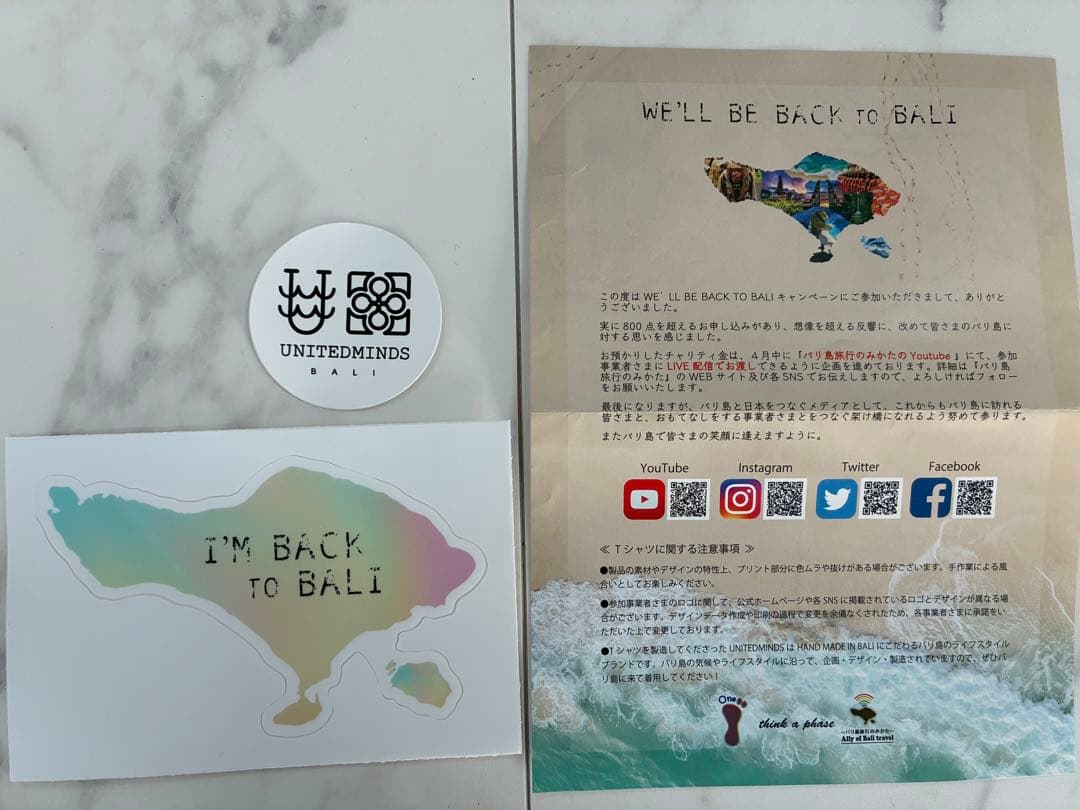 UNITEDMINDS
BALI
I'M BACK
TO BALI
WE'LL BE BACK TO BALI
この度は WE'LL BE BACK TO BALI キャンペーンにご参加いただきまして、ありがと
うございました。
実に 800 点を超えるお申し込みがあり、想像を超える反響に、改めて皆さまのバリ島に
対する思いを感じました。
お預かりしたチャリティ金は、4月中に『バリ島旅行のみかたの Youtube 』にて、参加
事業者さまに LIVE 配信でお渡しできるように企画を進めております。詳細は『バリ島
旅行のみかた』の WEB サイト及び各 SNS でお伝えしますので、よろしければフォロー
をお願いいたします。
最後になりますが、バリ島と日本をつなぐメディアとして、これからもバリ島に訪れる
皆さまと、おもてなしをする事業者さまとをつなぐ架け橋になれるよう努めて参ります。
またバリ島で皆さまの笑顔に逢えますように。
YouTube Instagram Twitter Facebook
≪ Tシャツに関する注意事項 ≫
●製品の素材やデザインの特性上、プリント部分に色ムラや抜けがある場合がございます。手作業による風
合いとしてお楽しみください。
●参加事業者さまのロゴに関して、公式ホームページや各 SNS に掲載されているロゴとデザインが異なる場
合がございます。デザインデータ作成や印刷の過程で変更を余儀なくされたため、各事業者さまに承諾をい
ただいた上で変更しております。
●Tシャツを製造してくださった UNITEDMINDS は HAND MADE IN BALI にこだわるバリ島のライフスタイル
ブランドです。バリ島の気候やライフスタイルに沿って、企画・デザイン・製造されていますので、ぜひバ
リ島に来て着用してください！
One
think a phase
ーバリ島旅行のみかたー
Ally of Bali travel